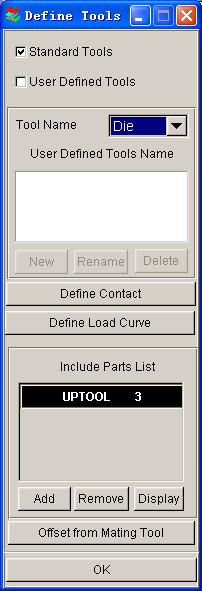 Define Tools
Standard Tools
User Defined Tools
Tool Name
Die
User Defined Tools Name
New
Rename
Delete
Define Contact
Define Load Curve
Include Parts List
UPTOOL 3
Add
Remove
Display
Offset from Mating Tool
OK